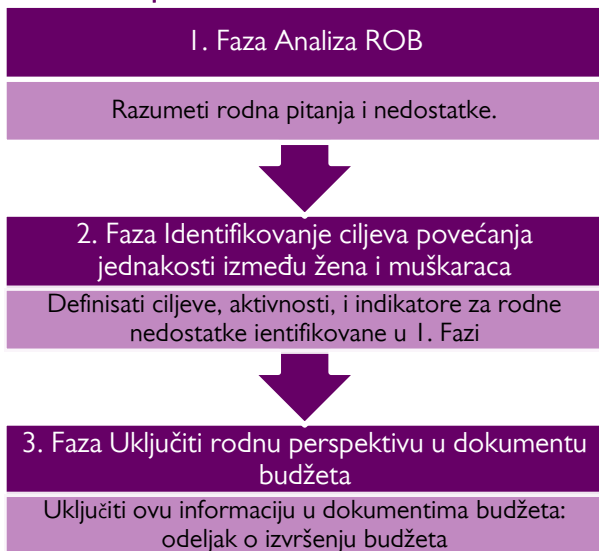 1. Faza Analiza ROB
Razumeti rodna pitanja i nedostatke.
2. Faza Identifikovanje ciljeva povećanja
jednakosti između žena i muškaraca
Definisati ciljeve, aktivnosti, i indikatore za rodne
nedostatke ientifikovane u 1. Fazi
3. Faza Uključiti rodnu perspektivu u dokumentu
budžeta
Uključiti ovu informaciju u dokumentima budžeta:
odeljak o izvršenju budžeta